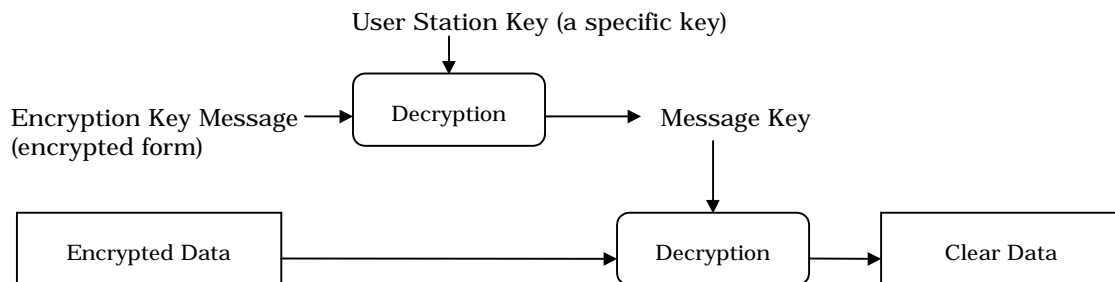 User Station Key (a specific key)
Decryption
Encryption Key Message
(encrypted form)
Message Key
Encrypted Data
Decryption
Clear Data